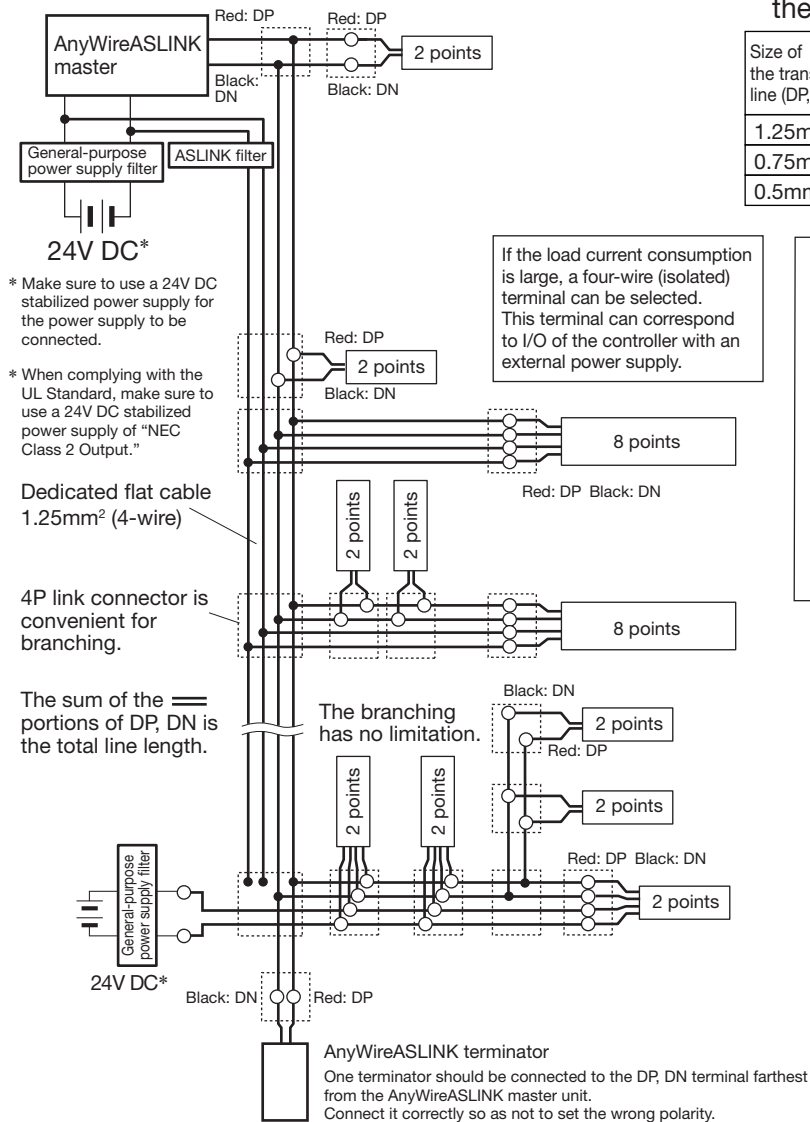 the
Red: DP
Red: DP
AnyWireASLINK
master
2 points
Black:
DN
Black: DN
Size of
line (DP,
General-purpose
power supply filter
ASLINK filter
24V DC*
* Make sure to use a 24V DC
stabilized power supply for
the power supply to be
connected.
* When complying with the
UL Standard, make sure to
use a 24V DC stabilized
power supply of “NEC
Class 2 Output.”
If the load current consumption
is large, a four-wire (isolated)
terminal can be selected.
This terminal can correspond
to I/O of the controller with an
external power supply.
Red: DP
2 points
Black: DN
8 points
Red: DP Black: DN
Dedicated flat cable
1.25mm² (4-wire)
2 points
2 points
4P link connector is
convenient for
branching.
8 points
The sum of the
portions of DP, DN is
the total line length.
The branching
has no limitation.
Black: DN
2 points
Red: DP
2 points
2 points
2 points
Red: DP Black: DN
2 points
General-purpose
power supply filter
24V DC*
Black: DN
Red: DP
AnyWireASLINK terminator
One terminator should be connected to the DP, DN terminal farthest
from the AnyWireASLINK master unit.
Connect it correctly so as not to set the wrong polarity.